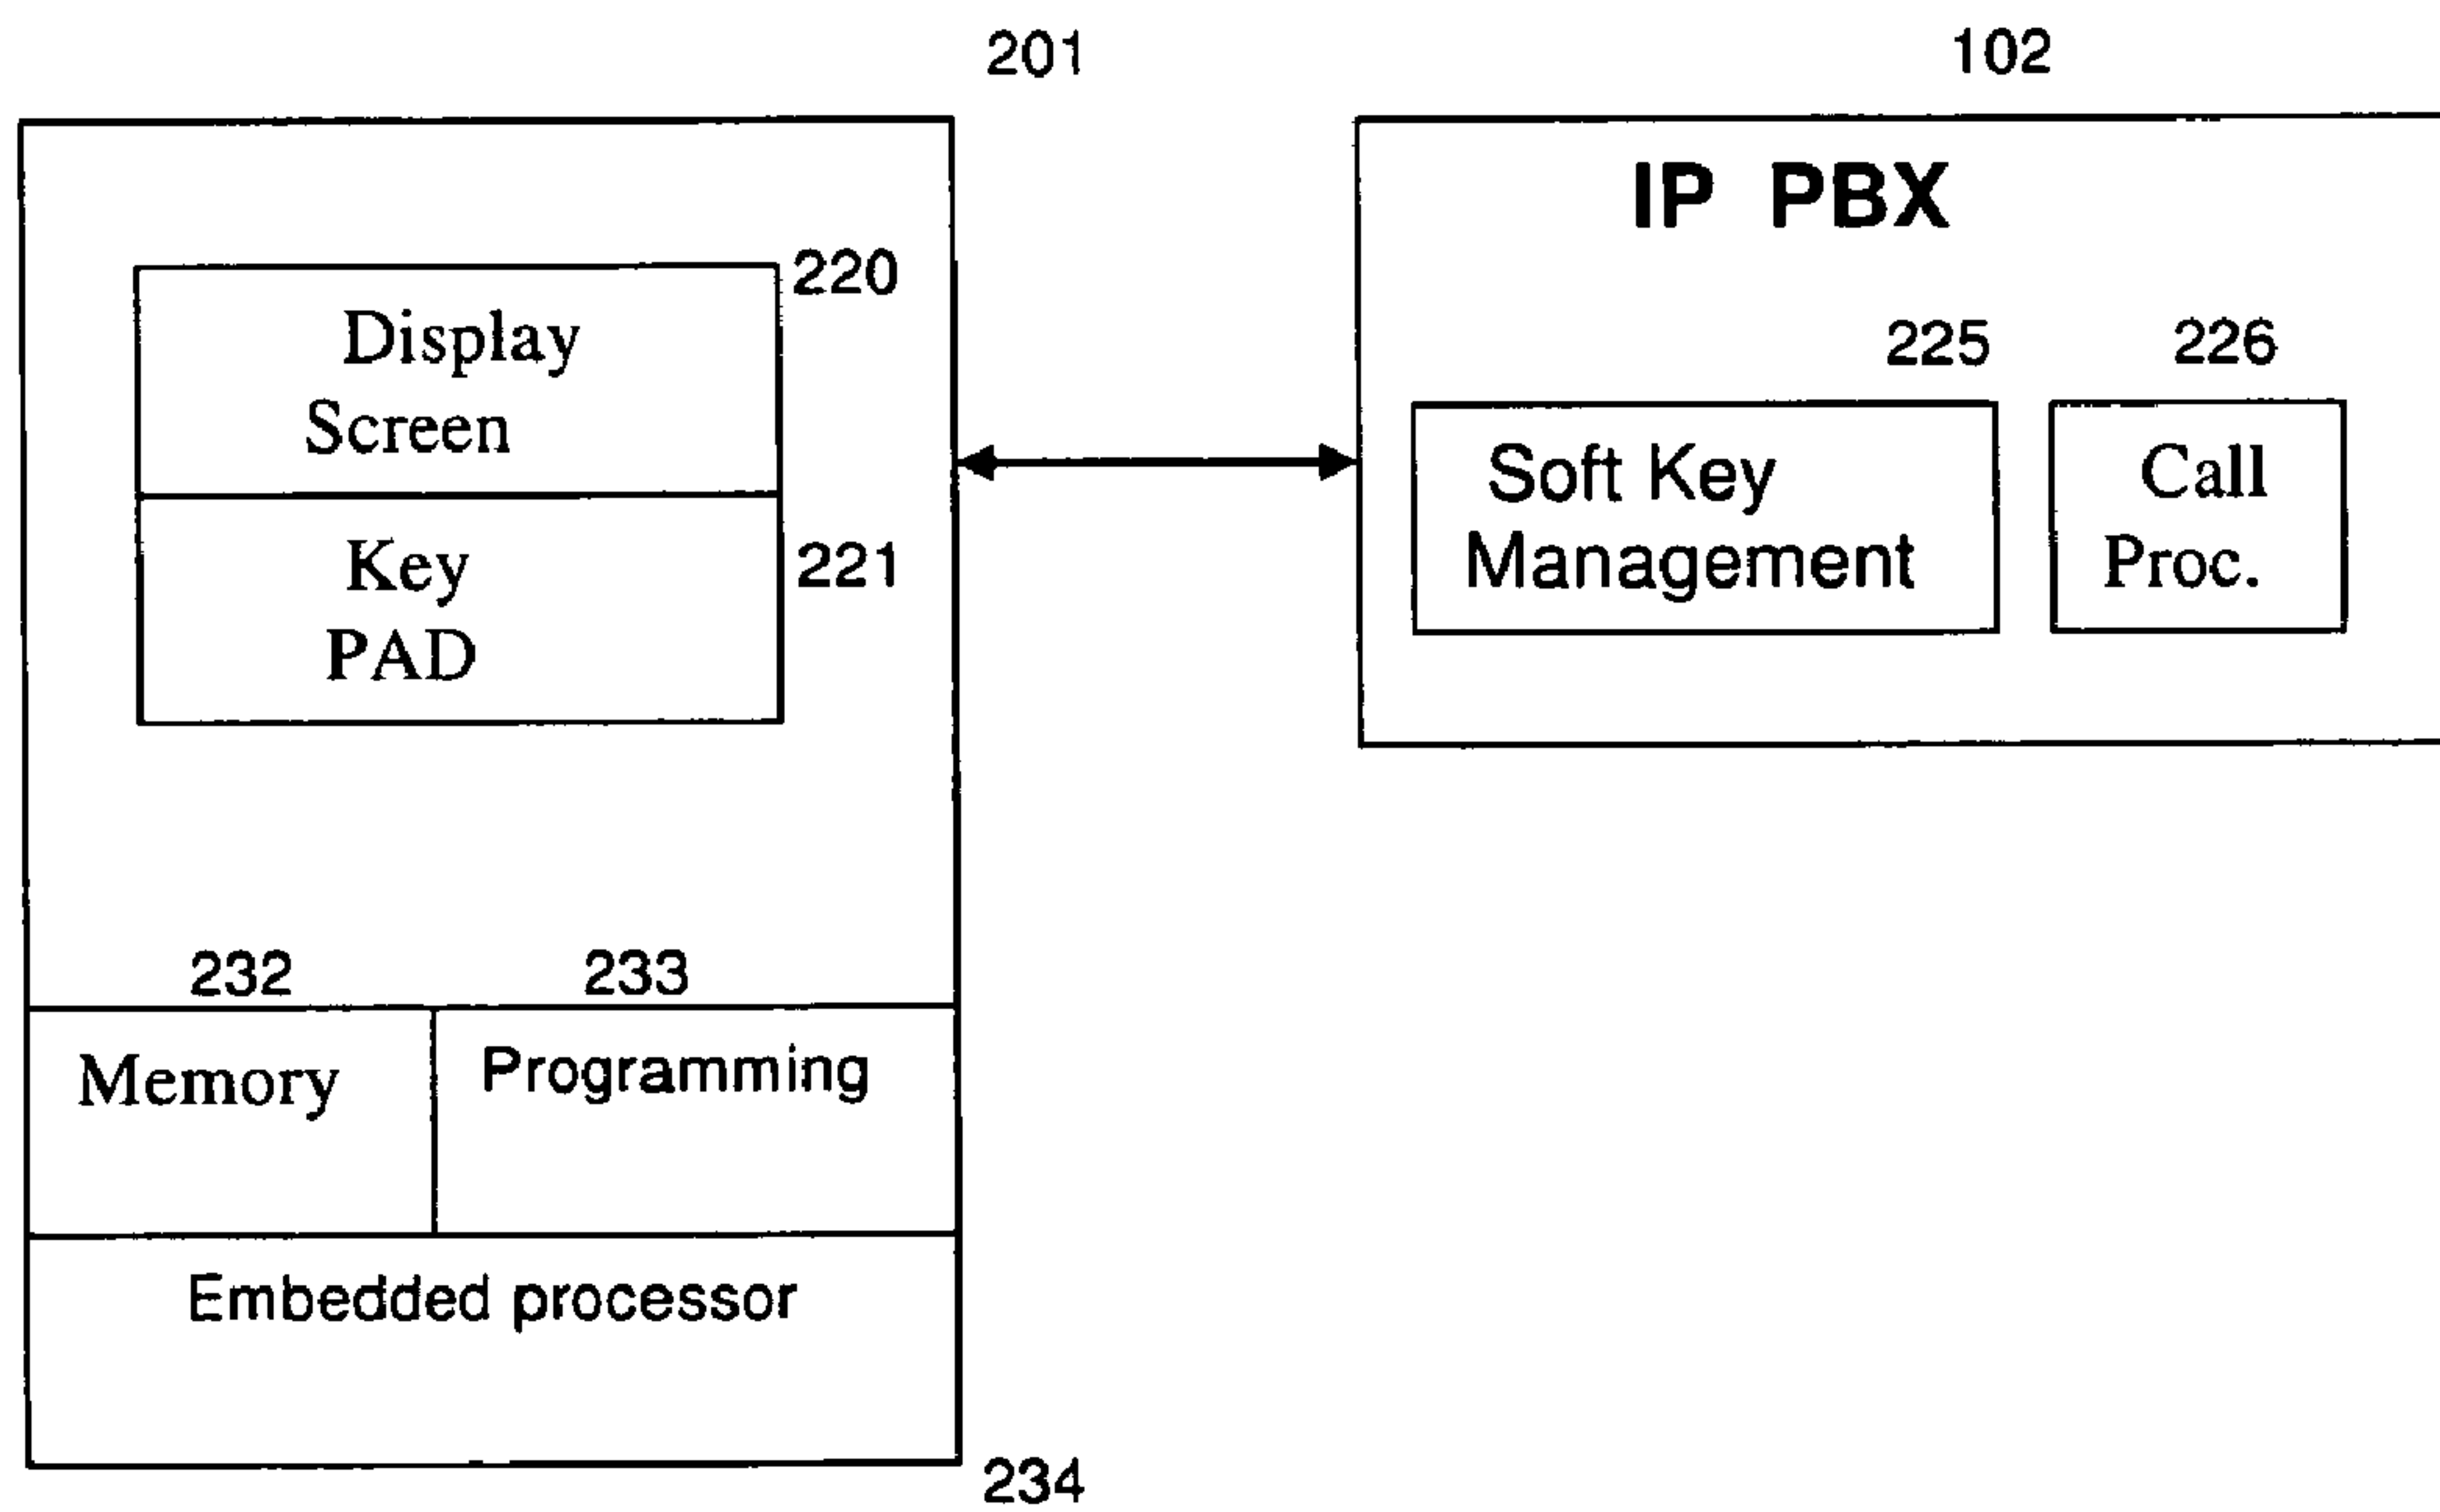 201
102
IP PBX
220
Display
Screen
225
226
Soft Key
Management
Call
Proc.
221
Key
PAD
232
233
Memory
Programming
Embedded processor
234